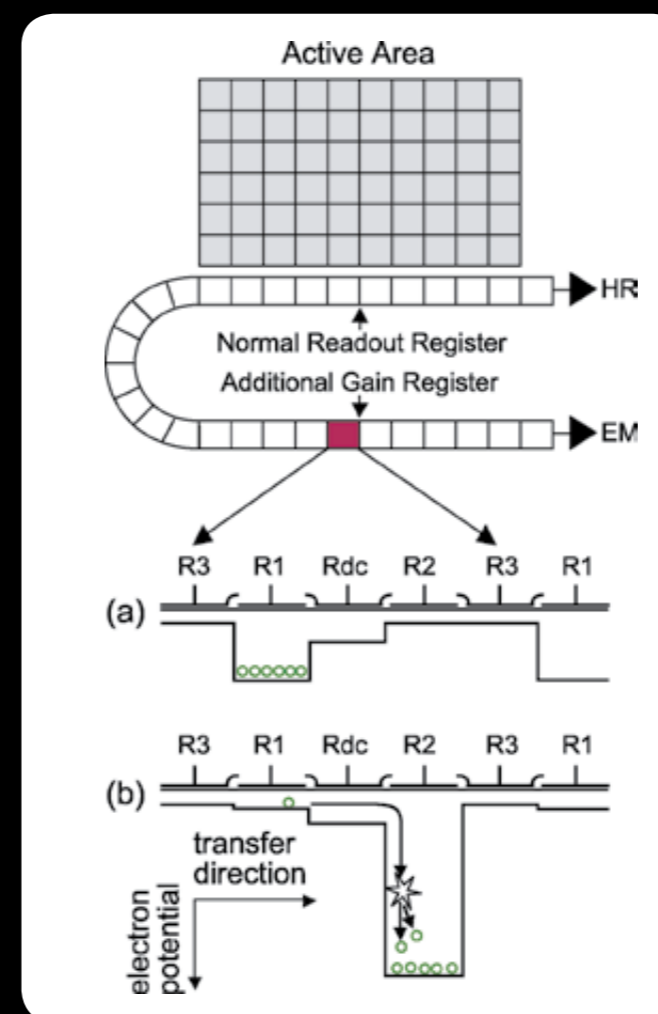 Active Area
HR
Normal Readout Register
Additional Gain Register
EM
R3 R1 Rdc R2 R3 R1
(a)
R3 R1 Rdc R2 R3 R1
(b)
transfer
direction
electron
potential